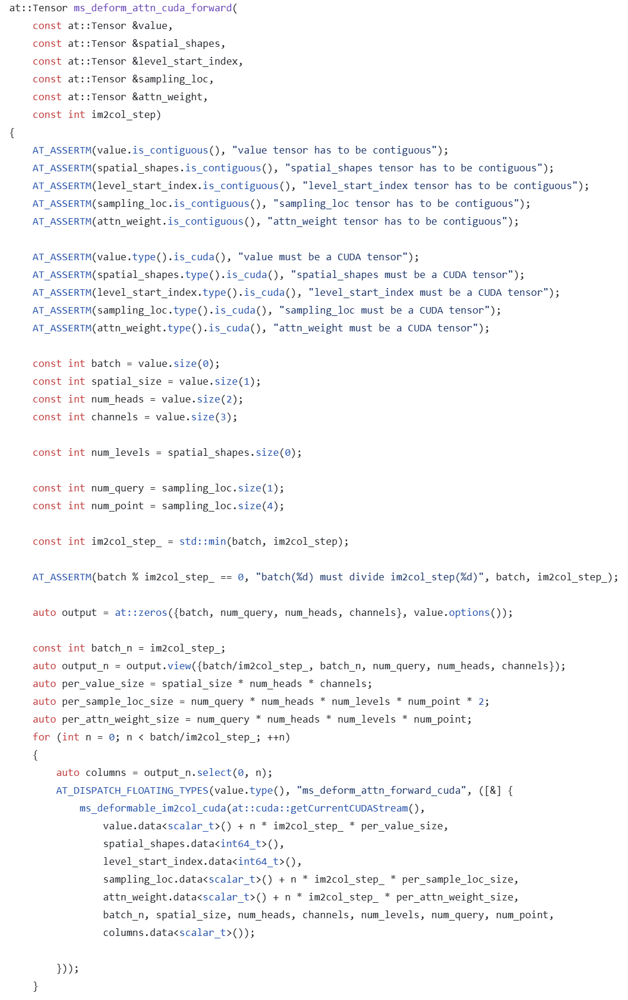 at::Tensor ms_deform_attn_cuda_forward(
    const at::Tensor &value,
    const at::Tensor &spatial_shapes,
    const at::Tensor &level_start_index,
    const at::Tensor &sampling_loc,
    const at::Tensor &attn_weight,
    const int im2col_step)
{
    AT_ASSERTM(value.is_contiguous(), "value tensor has to be contiguous");
    AT_ASSERTM(spatial_shapes.is_contiguous(), "spatial_shapes tensor has to be contiguous");
    AT_ASSERTM(level_start_index.is_contiguous(), "level_start_index tensor has to be contiguous");
    AT_ASSERTM(sampling_loc.is_contiguous(), "sampling_loc tensor has to be contiguous");
    AT_ASSERTM(attn_weight.is_contiguous(), "attn_weight tensor has to be contiguous");

    AT_ASSERTM(value.type().is_cuda(), "value must be a CUDA tensor");
    AT_ASSERTM(spatial_shapes.type().is_cuda(), "spatial_shapes must be a CUDA tensor");
    AT_ASSERTM(level_start_index.type().is_cuda(), "level_start_index must be a CUDA tensor");
    AT_ASSERTM(sampling_loc.type().is_cuda(), "sampling_loc must be a CUDA tensor");
    AT_ASSERTM(attn_weight.type().is_cuda(), "attn_weight must be a CUDA tensor");

    const int batch = value.size(0);
    const int spatial_size = value.size(1);
    const int num_heads = value.size(2);
    const int channels = value.size(3);

    const int num_levels = spatial_shapes.size(0);

    const int num_query = sampling_loc.size(1);
    const int num_point = sampling_loc.size(4);

    const int im2col_step_ = std::min(batch, im2col_step);

    AT_ASSERTM(batch % im2col_step_ == 0, "batch(%d) must divide im2col_step(%d)", batch, im2col_step_);

    auto output = at::zeros({batch, num_query, num_heads, channels}, value.options());

    const int batch_n = im2col_step_;
    auto output_n = output.view({batch/im2col_step_, batch_n, num_query, num_heads, channels});
    auto per_value_size = spatial_size * num_heads * channels;
    auto per_sample_loc_size = num_query * num_heads * num_levels * num_point * 2;
    auto per_attn_weight_size = num_query * num_heads * num_levels * num_point;
    for (int n = 0; n < batch/im2col_step_; ++n)
    {
        auto columns = output_n.select(0, n);
        AT_DISPATCH_FLOATING_TYPES(value.type(), "ms_deform_attn_forward_cuda", ([&] {
            ms_deformable_im2col_cuda(at::cuda::getCurrentCUDAStream(),
                value.data<scalar_t>() + n * im2col_step_ * per_value_size,
                spatial_shapes.data<int64_t>(),
                level_start_index.data<int64_t>(),
                sampling_loc.data<scalar_t>() + n * im2col_step_ * per_sample_loc_size,
                attn_weight.data<scalar_t>() + n * im2col_step_ * per_attn_weight_size,
                batch_n, spatial_size, num_heads, channels, num_levels, num_query, num_point,
                columns.data<scalar_t>());

        }));
    }